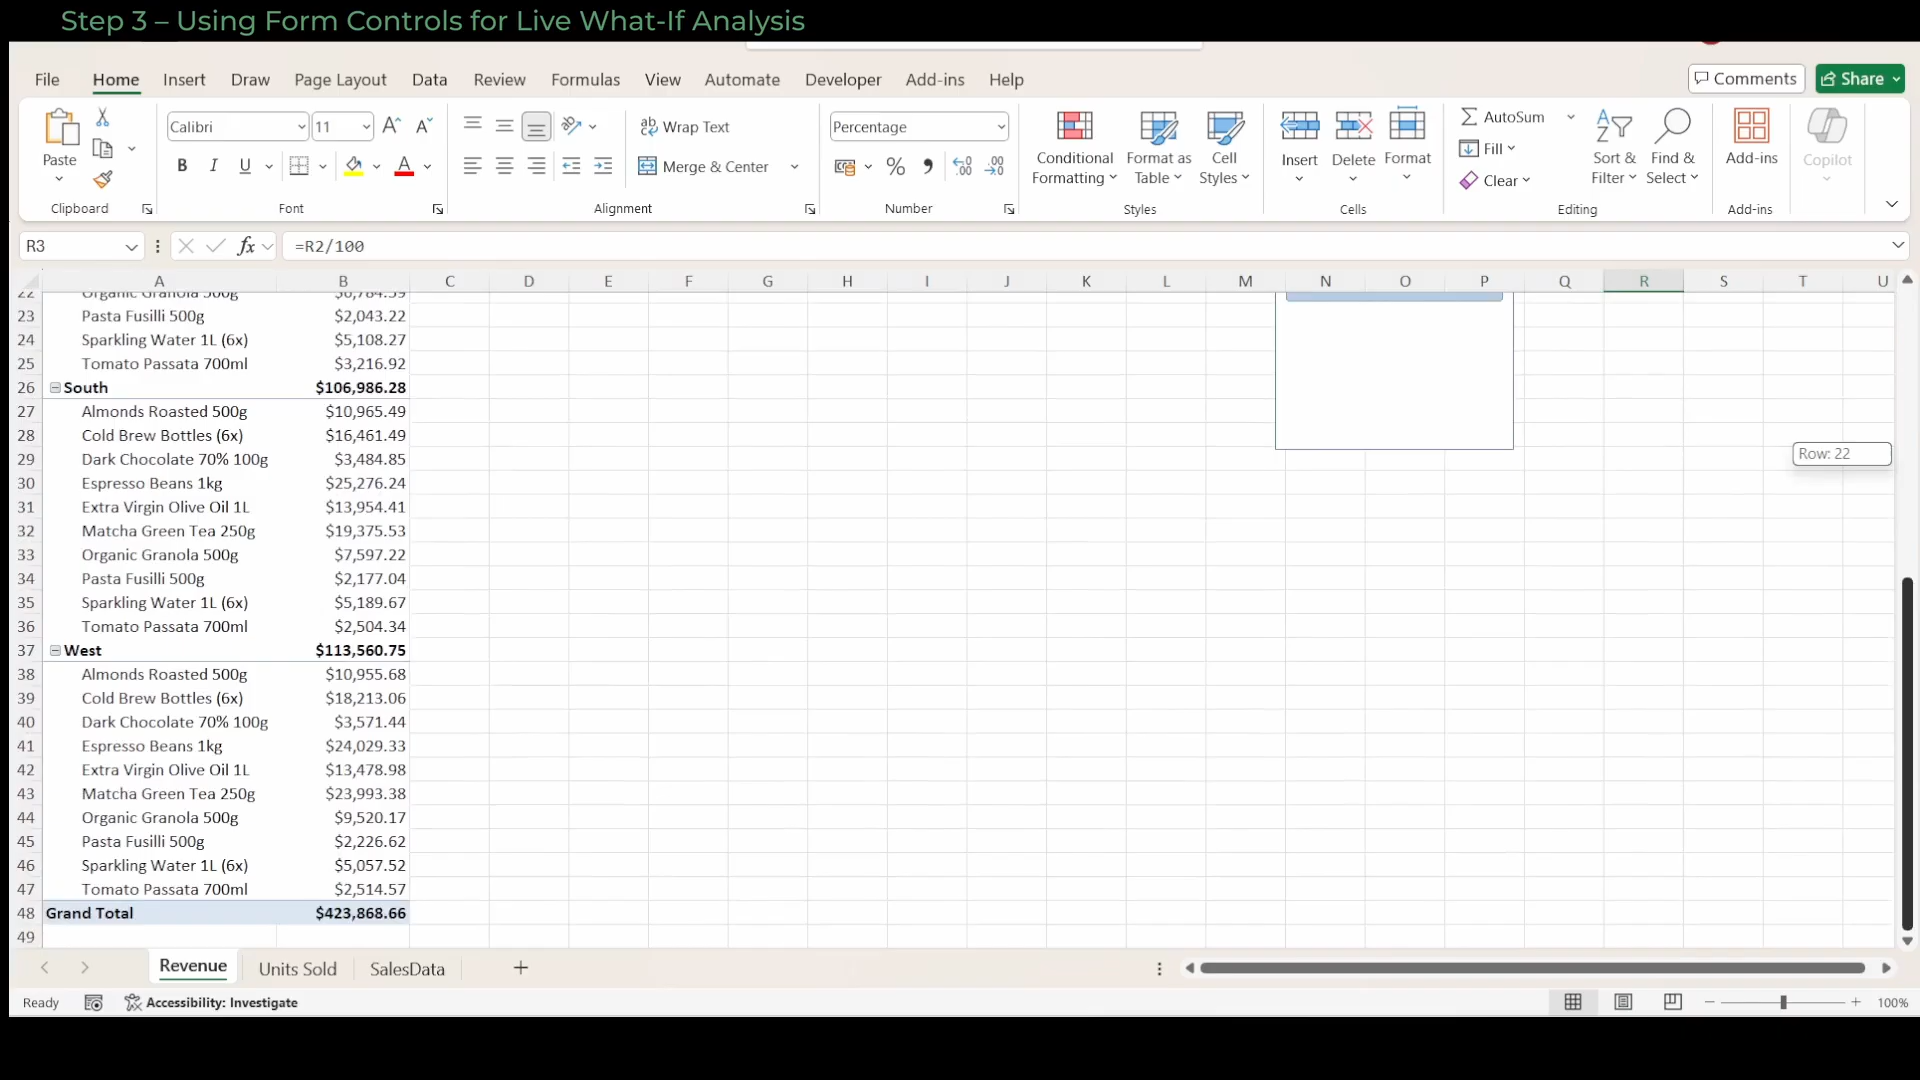 Step 3 – Using Form Controls for Live What-If Analysis
File Home Insert Draw Page Layout Data Review Formulas View Automate Developer Add-ins Help Comments Share
Calibri 11 Wrap Text Percentage AutoSum
Paste Conditional Formatting Format as Table Cell Styles Insert Delete Format Fill Sort & Filter Find & Select Add-ins Copilot
B I U A Merge & Center % Clear
Clipboard Font Alignment Number Styles Cells Editing Add-ins
R3 fx =R2/100
A B C D E F G H I J K L M N O P Q R S T U
22 Organic Granola 500g
23 Pasta Fusilli 500g $2,043.22
24 Sparkling Water 1L (6x) $5,108.27
25 Tomato Passata 700ml $3,216.92
26 South $106,986.28
27 Almonds Roasted 500g $10,965.49
28 Cold Brew Bottles (6x) $16,461.49
29 Dark Chocolate 70% 100g $3,484.85 Row: 22
30 Espresso Beans 1kg $25,276.24
31 Extra Virgin Olive Oil 1L $13,954.41
32 Matcha Green Tea 250g $19,375.53
33 Organic Granola 500g $7,597.22
34 Pasta Fusilli 500g $2,177.04
35 Sparkling Water 1L (6x) $5,189.67
36 Tomato Passata 700ml $2,504.34
37 West $113,560.75
38 Almonds Roasted 500g $10,955.68
39 Cold Brew Bottles (6x) $18,213.06
40 Dark Chocolate 70% 100g $3,571.44
41 Espresso Beans 1kg $24,029.33
42 Extra Virgin Olive Oil 1L $13,478.98
43 Matcha Green Tea 250g $23,993.38
44 Organic Granola 500g $9,520.17
45 Pasta Fusilli 500g $2,226.62
46 Sparkling Water 1L (6x) $5,057.52
47 Tomato Passata 700ml $2,514.57
48 Grand Total $423,868.66
49
Revenue Units Sold SalesData
Ready Accessibility: Investigate 100%